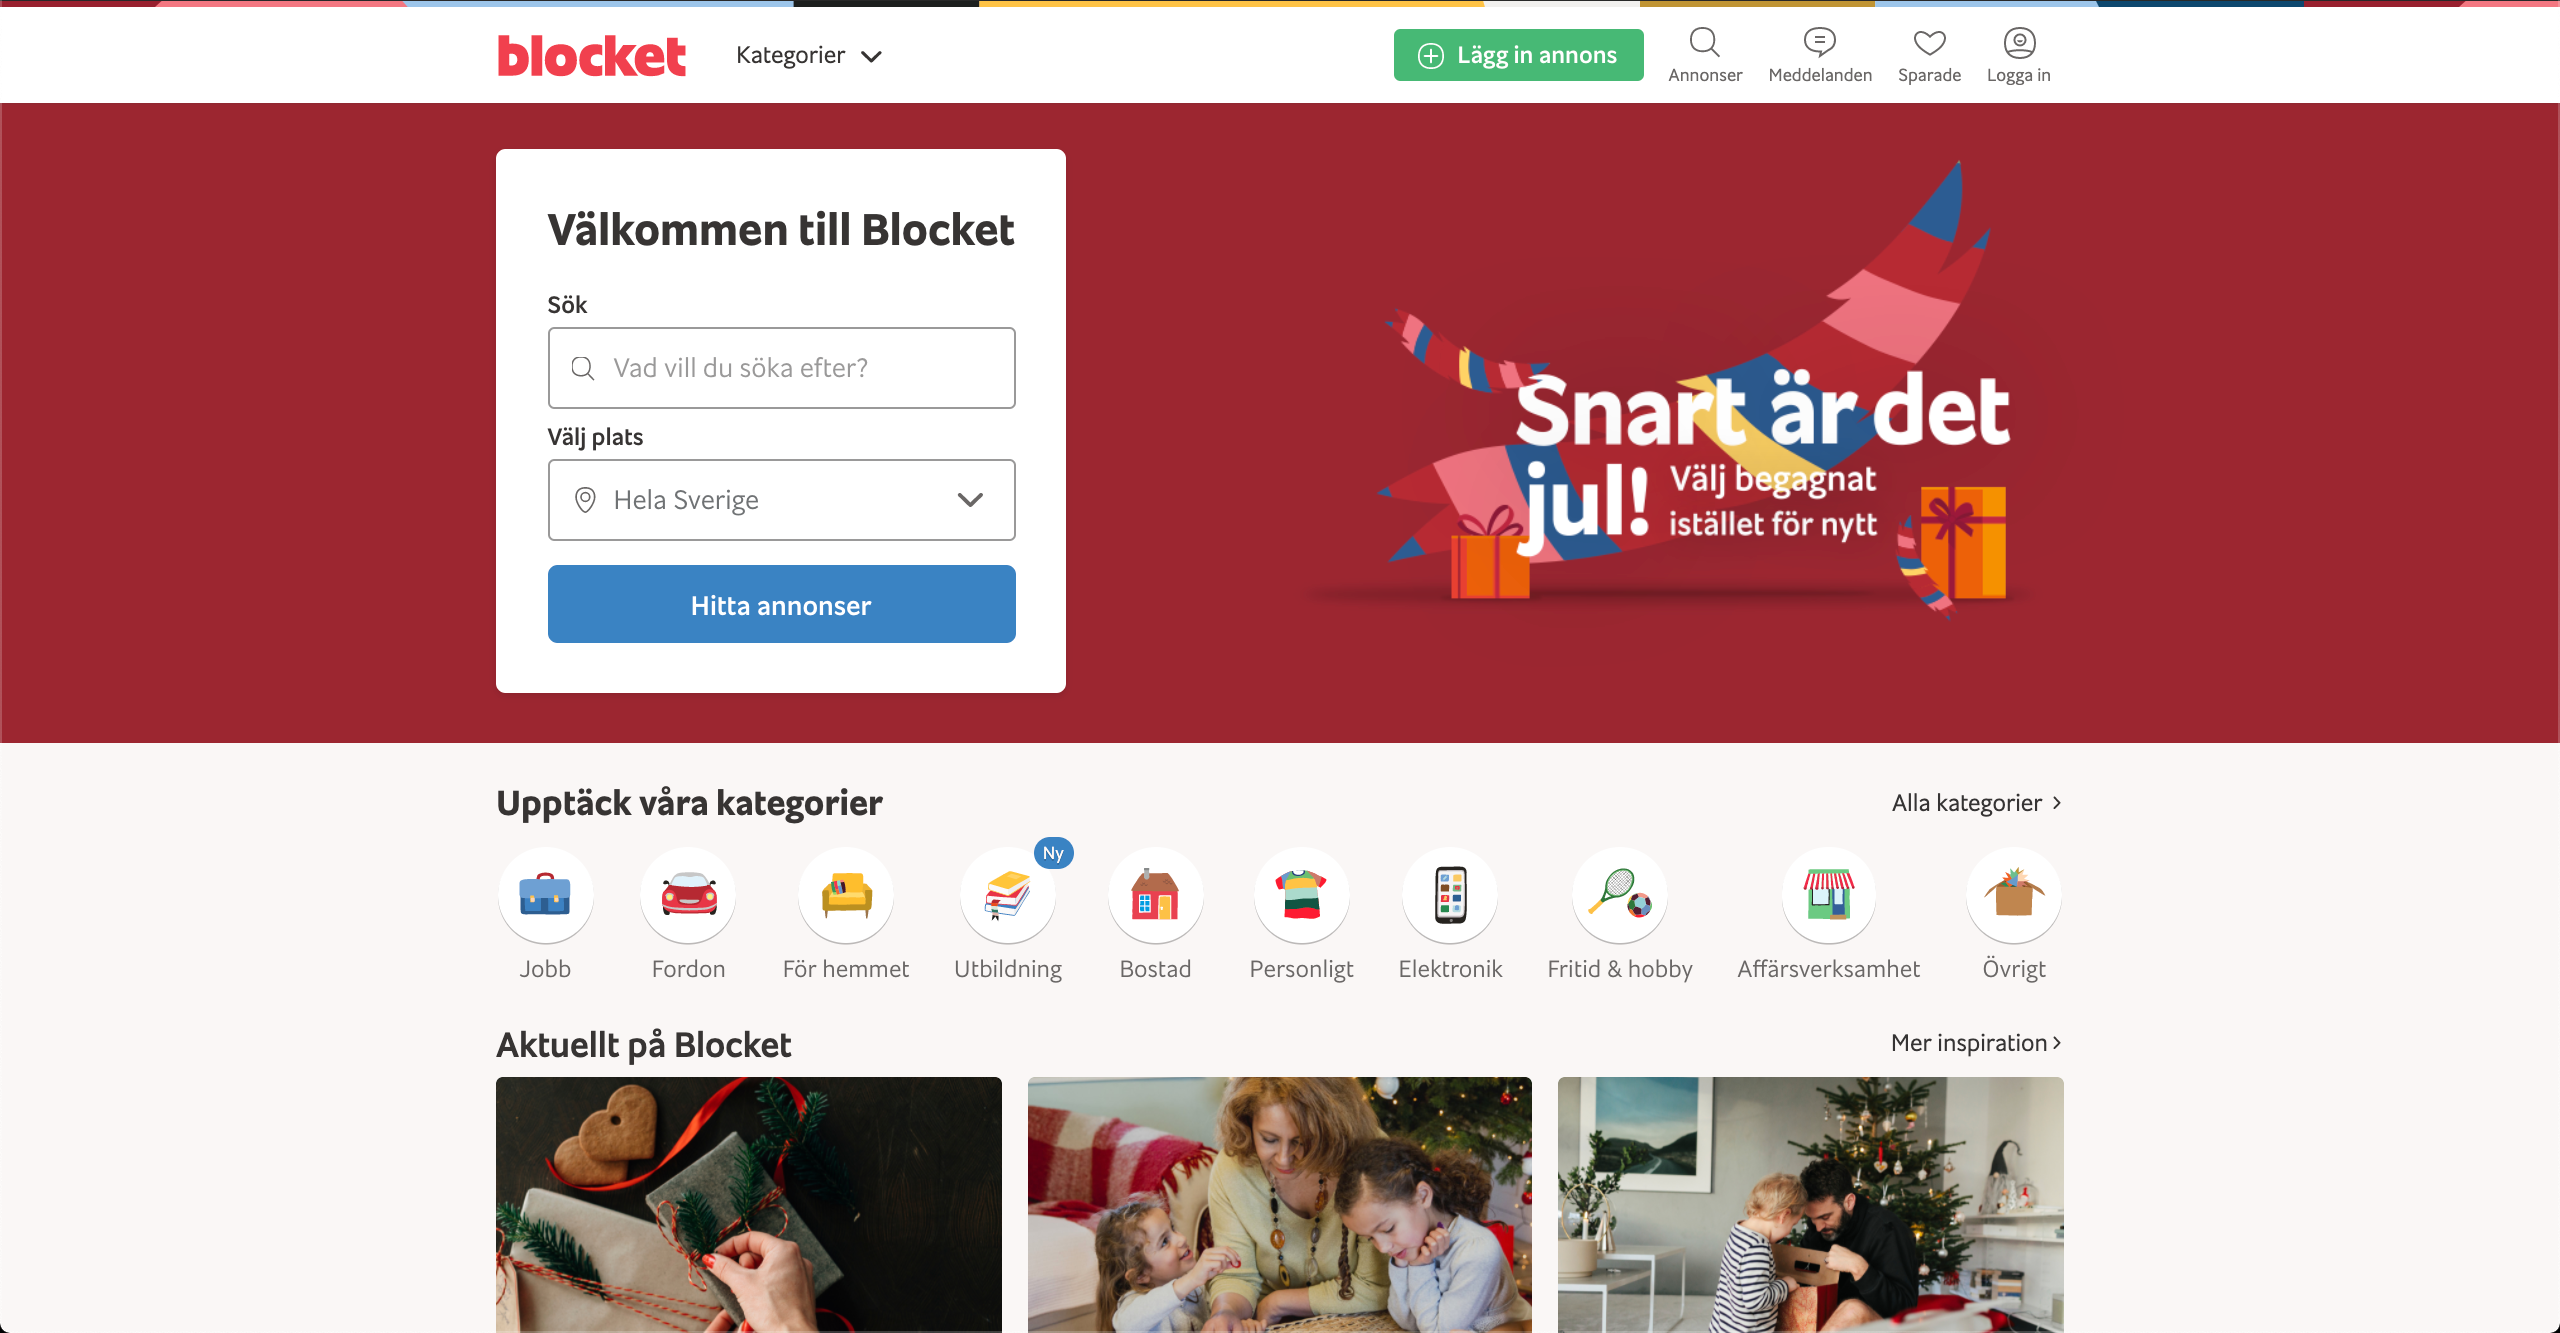 blocket
Kategorier
Lägg in annons
Annonser
Meddelanden
Sparade
Logga in
Välkommen till Blocket
Sök
Vad vill du söka efter?
Välj plats
Hela Sverige
Hitta annonser
Snart är det
jul!
Välj begagnat
istället för nytt
Upptäck våra kategorier
Alla kategorier
Ny
Jobb
Fordon
För hemmet
Utbildning
Bostad
Personligt
Elektronik
Fritid & hobby
Affärsverksamhet
Övrigt
Aktuellt på Blocket
Mer inspiration